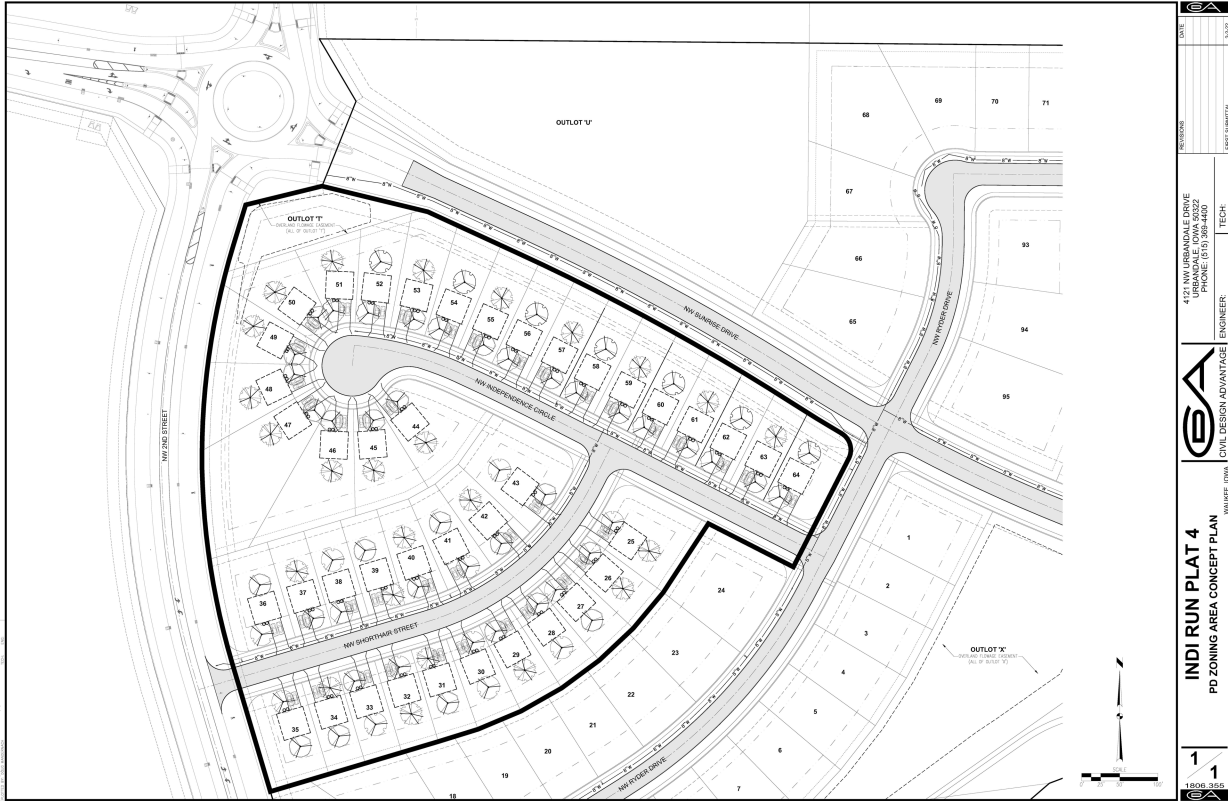 OUTLOT 'U'
69
70
71
68
67
66
65
93
94
95
OUTLOT 'T'
OVERLAND FLOWAGE EASEMENT
(ALL OF OUTLOT 'T')
NW 2ND STREET
NW SUNRISE DRIVE
NW RYDER DRIVE
NW INDEPENDENCE CIRCLE
NW SHORTHAIR STREET
NW RYDER DRIVE
51
52
53
54
50
55
56
49
57
58
48
59
60
47
44
61
46
45
62
63
64
43
42
41
25
40
26
39
38
27
37
36
28
29
30
31
32
33
34
35
24
23
22
21
20
19
18
1
2
3
4
5
6
7
OUTLOT 'X'
OVERLAND FLOWAGE EASEMENT
SCALE
DATE
REVISIONS
FIRST SUBMITTAL
4121 NW URBANDALE DRIVE
URBANDALE, IOWA 50322
PHONE: (515) 369-4400
ENGINEER:
TECH:
CIVIL DESIGN ADVANTAGE
WAUKEE, IOWA
INDI RUN PLAT 4
PD ZONING AREA CONCEPT PLAN
1
1
1806.355